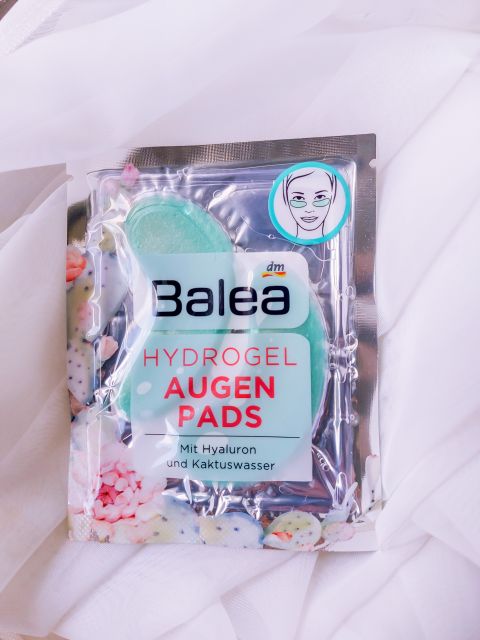 dm
Balea
HYDROGEL
AUGEN
PADS
Mit Hyaluron
und Kaktuswasser